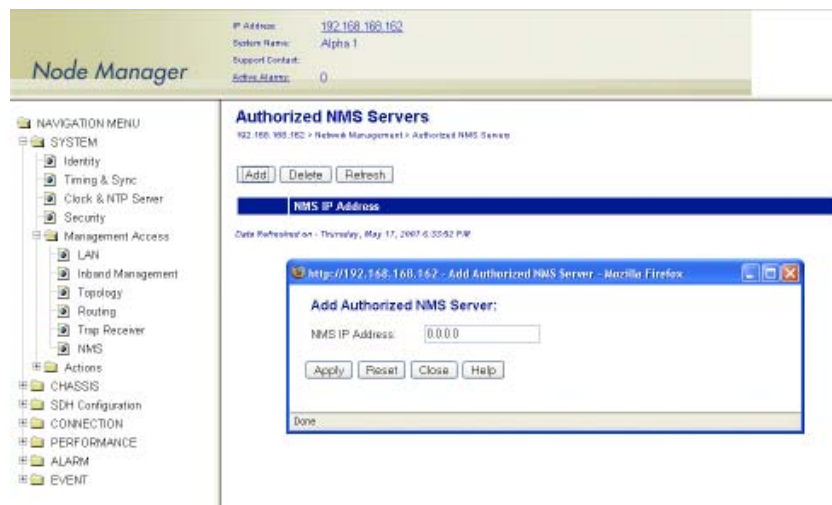 Node Manager
IP Address: 192.168.168.162
System Name: Alpha 1
Support Contact:
Active Alarms: 0
NAVIGATION MENU
SYSTEM
Identity
Timing & Sync
Clock & NTP Server
Security
Management Access
LAN
Inband Management
Topology
Routing
Trap Receiver
NMS
Actions
CHASSIS
SDH Configuration
CONNECTION
PERFORMANCE
ALARM
EVENT
Authorized NMS Servers
192.168.168.162 > Network Management > Authorized NMS Servers
Add Delete Refresh
NMS IP Address
Data Refreshed on - Thursday, May 17, 2007 6:33:52 PM
http://192.168.168.162 - Add Authorized NMS Server - Mozilla Firefox
Add Authorized NMS Server:
NMS IP Address: 0.0.0.0
Apply Reset Close Help
Done